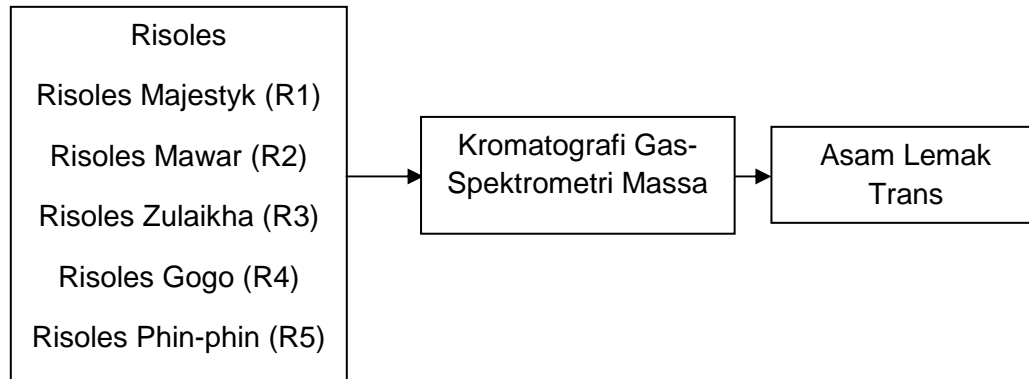 Risoles
Risoles Majestyk (R1)
Risoles Mawar (R2)
Risoles Zulaikha (R3)
Risoles Gogo (R4)
Risoles Phin-phin (R5)
Kromatografi Gas-
Spektrometri Massa
Asam Lemak
Trans